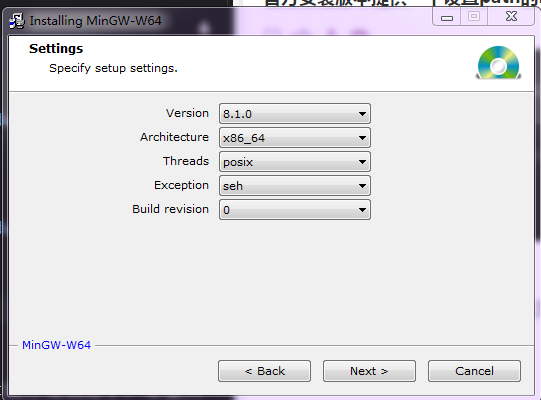 Installing MinGW-W64
Settings
Specify setup settings.
Version 8.1.0
Architecture x86_64
Threads posix
Exception seh
Build revision 0
MinGW-W64
< Back Next > Cancel